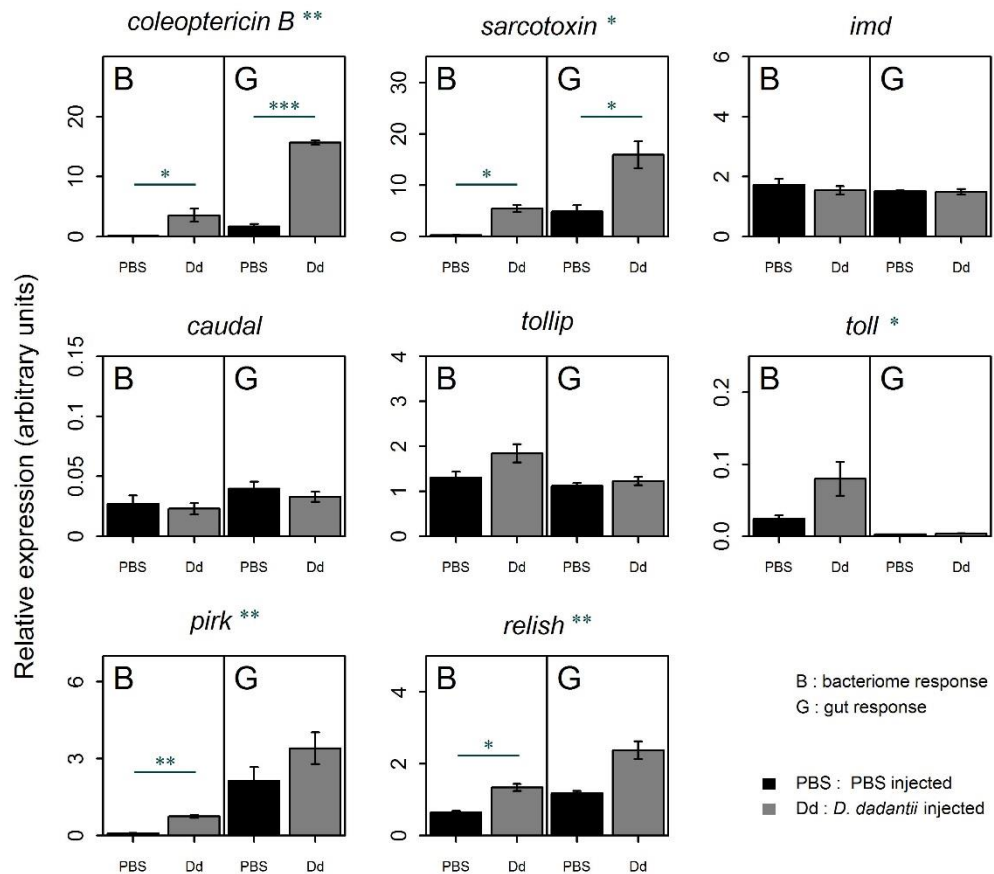 coleoptericin B **
sarcotoxin *
imd
B G
0 10 20
*
***
PBS Dd PBS Dd
B G
0 10 20 30
*
*
PBS Dd PBS Dd
B G
0 2 4 6
PBS Dd PBS Dd
Relative expression (arbitrary units)
caudal
tollip
toll *
B G
0 0.05 0.1 0.15
PBS Dd PBS Dd
B G
0 1 2 3 4
PBS Dd PBS Dd
B G
0.0 0.1 0.2
PBS Dd PBS Dd
pirk **
relish **
B G
0 3 6
**
PBS Dd PBS Dd
B G
0 2 4
*
PBS Dd PBS Dd
B : bacteriome response
G : gut response
PBS : PBS injected
Dd : D. dadantii injected